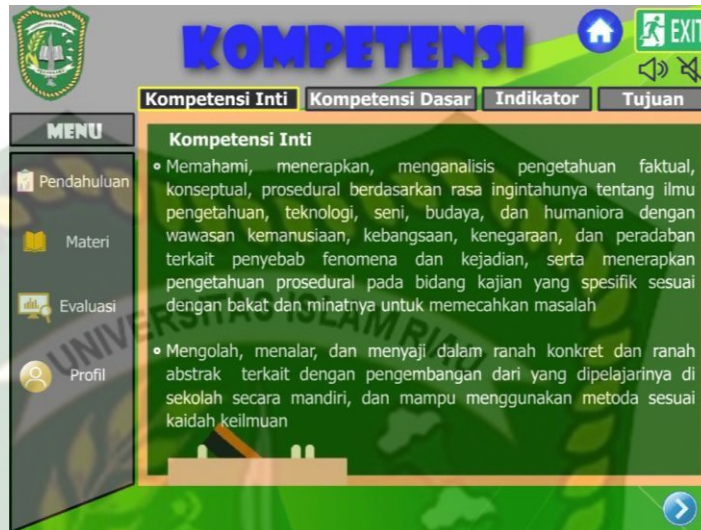 KOMPETENSI
EXIT
Kompetensi Inti
Kompetensi Dasar
Indikator
Tujuan
MENU
Pendahuluan
Materi
Evaluasi
Profil
Kompetensi Inti
Memahami, menerapkan, menganalisis pengetahuan faktual,
konseptual, prosedural berdasarkan rasa ingintahunya tentang ilmu
pengetahuan, teknologi, seni, budaya, dan humaniora dengan
wawasan kemanusiaan, kebangsaan, kenegaraan, dan peradaban
terkait penyebab fenomena dan kejadian, serta menerapkan
pengetahuan prosedural pada bidang kajian yang spesifik sesuai
dengan bakat dan minatnya untuk memecahkan masalah
Mengolah, menalar, dan menyaji dalam ranah konkret dan ranah
abstrak terkait dengan pengembangan dari yang dipelajarinya di
sekolah secara mandiri, dan mampu menggunakan metoda sesuai
kaidah keilmuan
UNIVERSITAS ISLAM RIAU